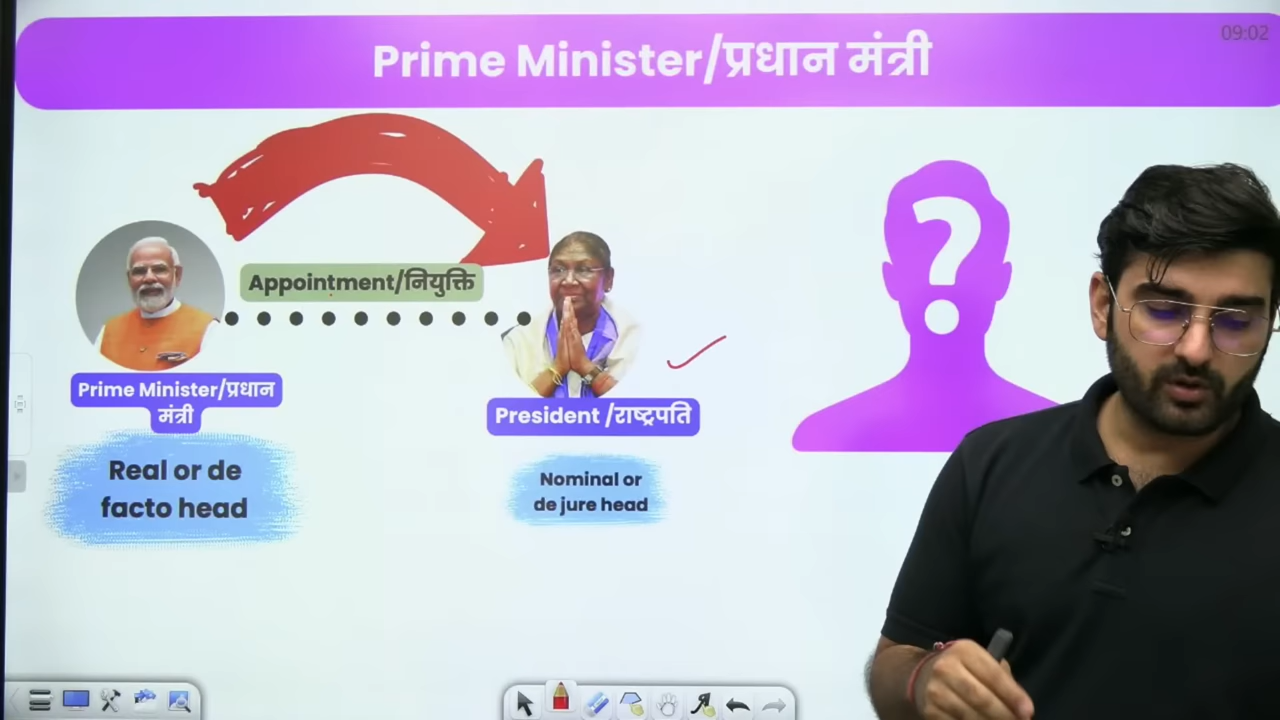 09:02
Prime Minister/प्रधान मंत्री
Appointment/नियुक्ति
Prime Minister/प्रधान
मंत्री
President /राष्ट्रपति
Real or de
facto head
Nominal or
de jure head
?